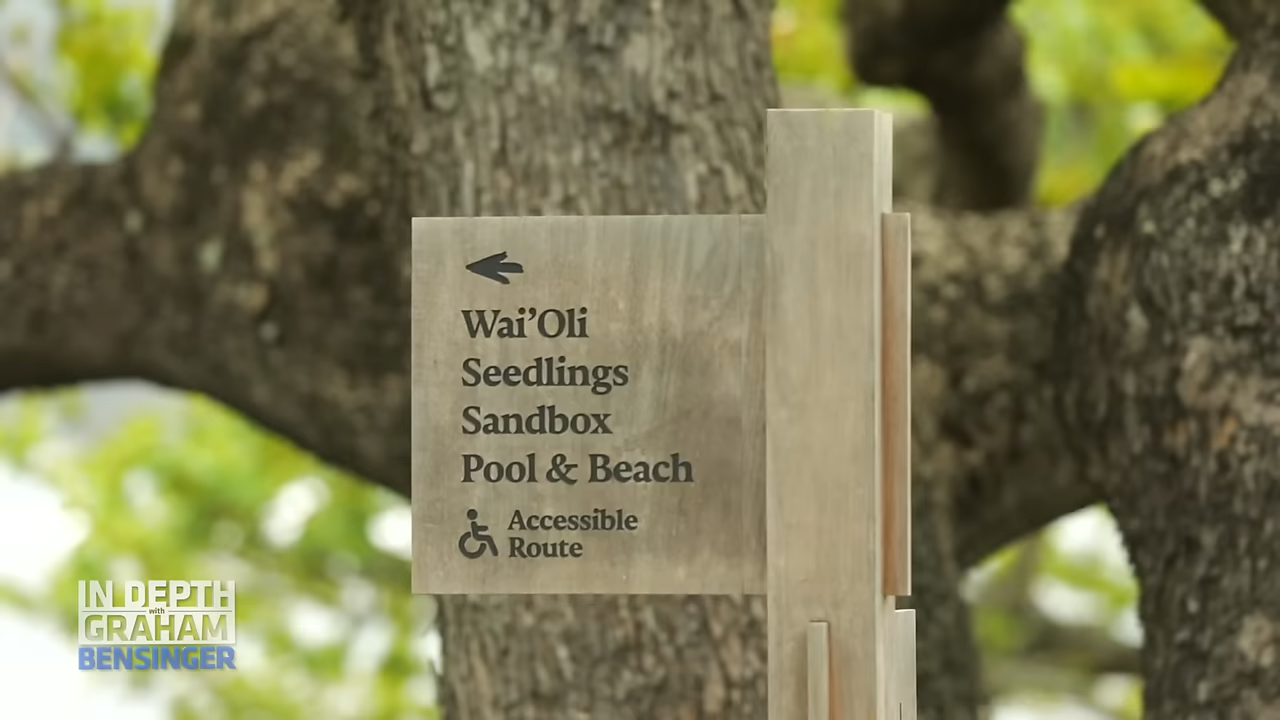 Wai’Oli
Seedlings
Sandbox
Pool & Beach
Accessible
Route
IN DEPTH
with
GRAHAM
BENSINGER